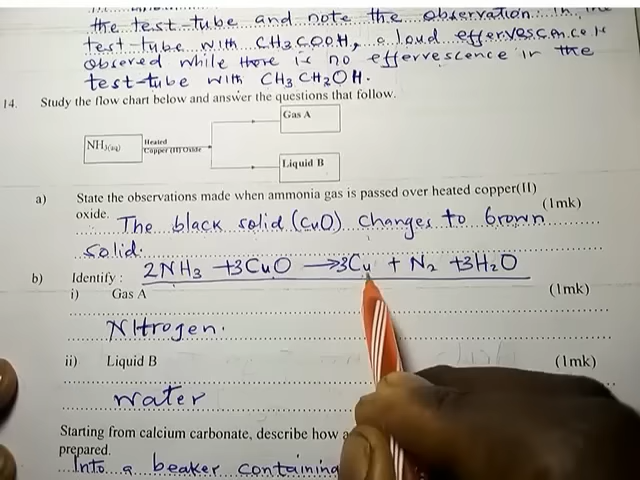 the test-tube and note the observation. In the
test-tube with CH3COOH, a loud effervescence is
observed while there is no effervescence in the
test-tube with CH3CH2OH.
14. Study the flow chart below and answer the questions that follow.
Gas A
NH3(aq) Heated Copper (II) Oxide
Liquid B
a) State the observations made when ammonia gas is passed over heated copper(II)
oxide. (1mk)
The black solid (CuO) changes to brown
solid.
2NH3 + 3CuO → 3Cu + N2 + 3H2O
b) Identify :
i) Gas A (1mk)
Nitrogen.
ii) Liquid B (1mk)
Water
Starting from calcium carbonate, describe how a
prepared.
Into a beaker containing